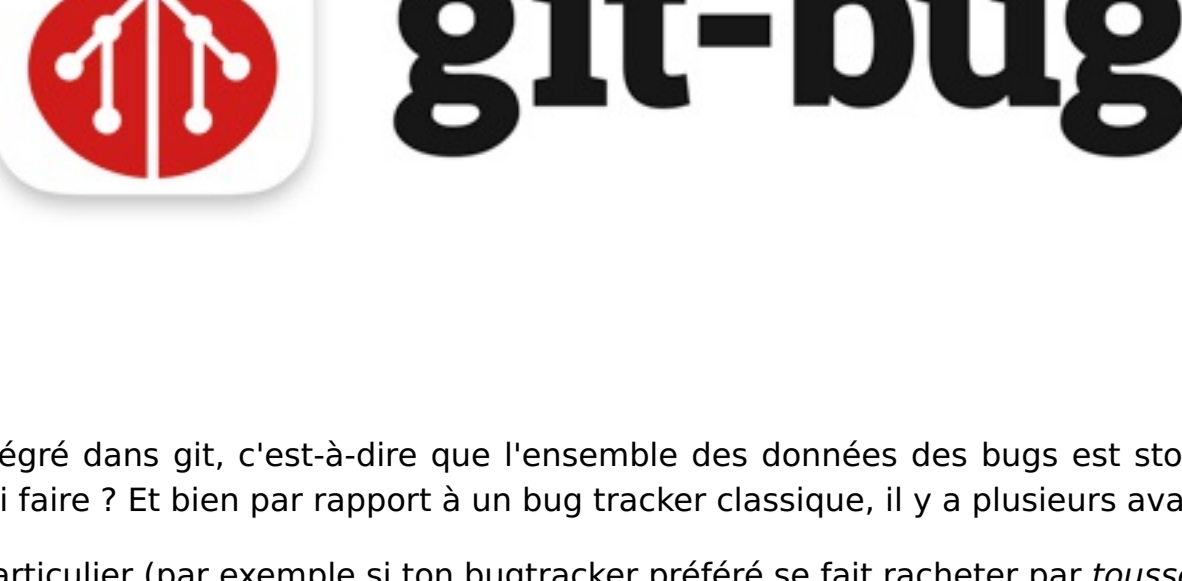 git-bug
égré dans git, c'est-à-dire que l'ensemble des données des bugs est sto
i faire ? Et bien par rapport à un bug tracker classique, il y a plusieurs ava
articulier (par exemple si ton bugtracker préféré se fait racheter par tousse